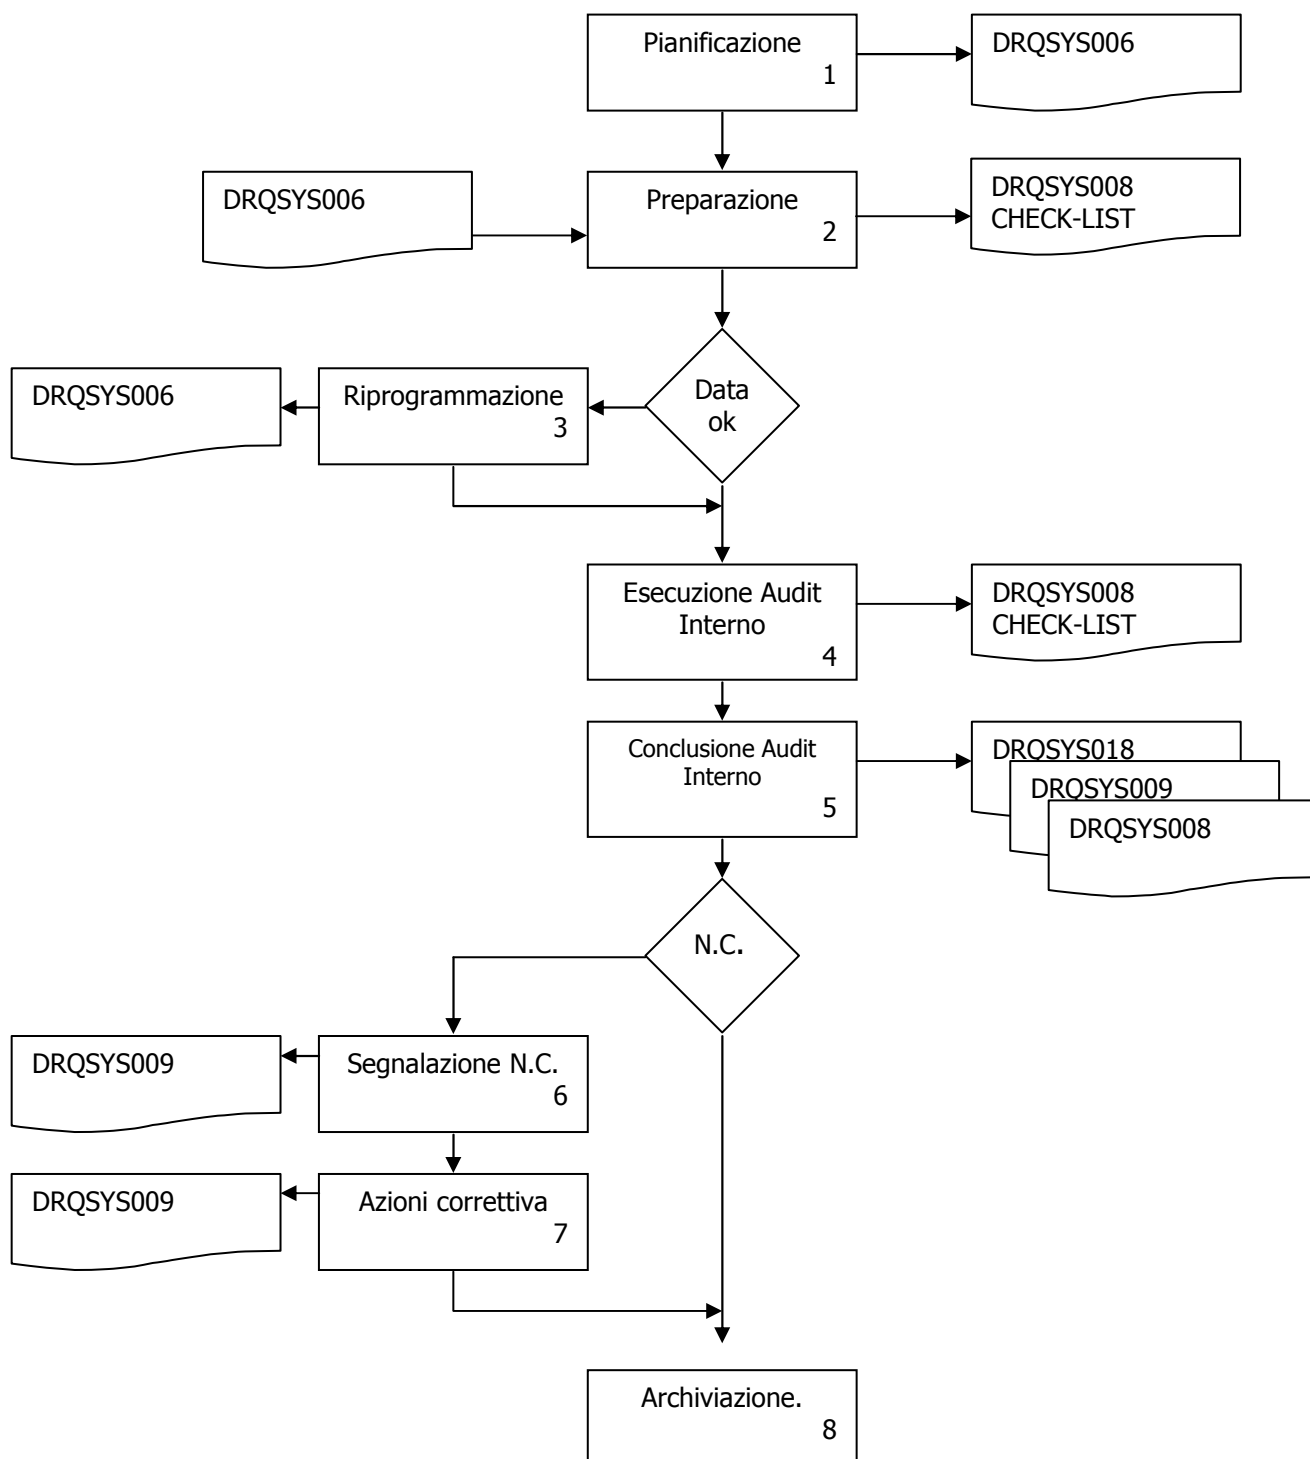 Pianificazione
1
DRQSYS006
DRQSYS006
Preparazione
2
DRQSYS008
CHECK-LIST
DRQSYS006
Riprogrammazione
3
Data
ok
Esecuzione Audit
Interno
4
DRQSYS008
CHECK-LIST
Conclusione Audit
Interno
5
DRQSYS018
DRQSYS009
DRQSYS008
N.C.
DRQSYS009
Segnalazione N.C.
6
DRQSYS009
Azioni correttiva
7
Archiviazione.
8